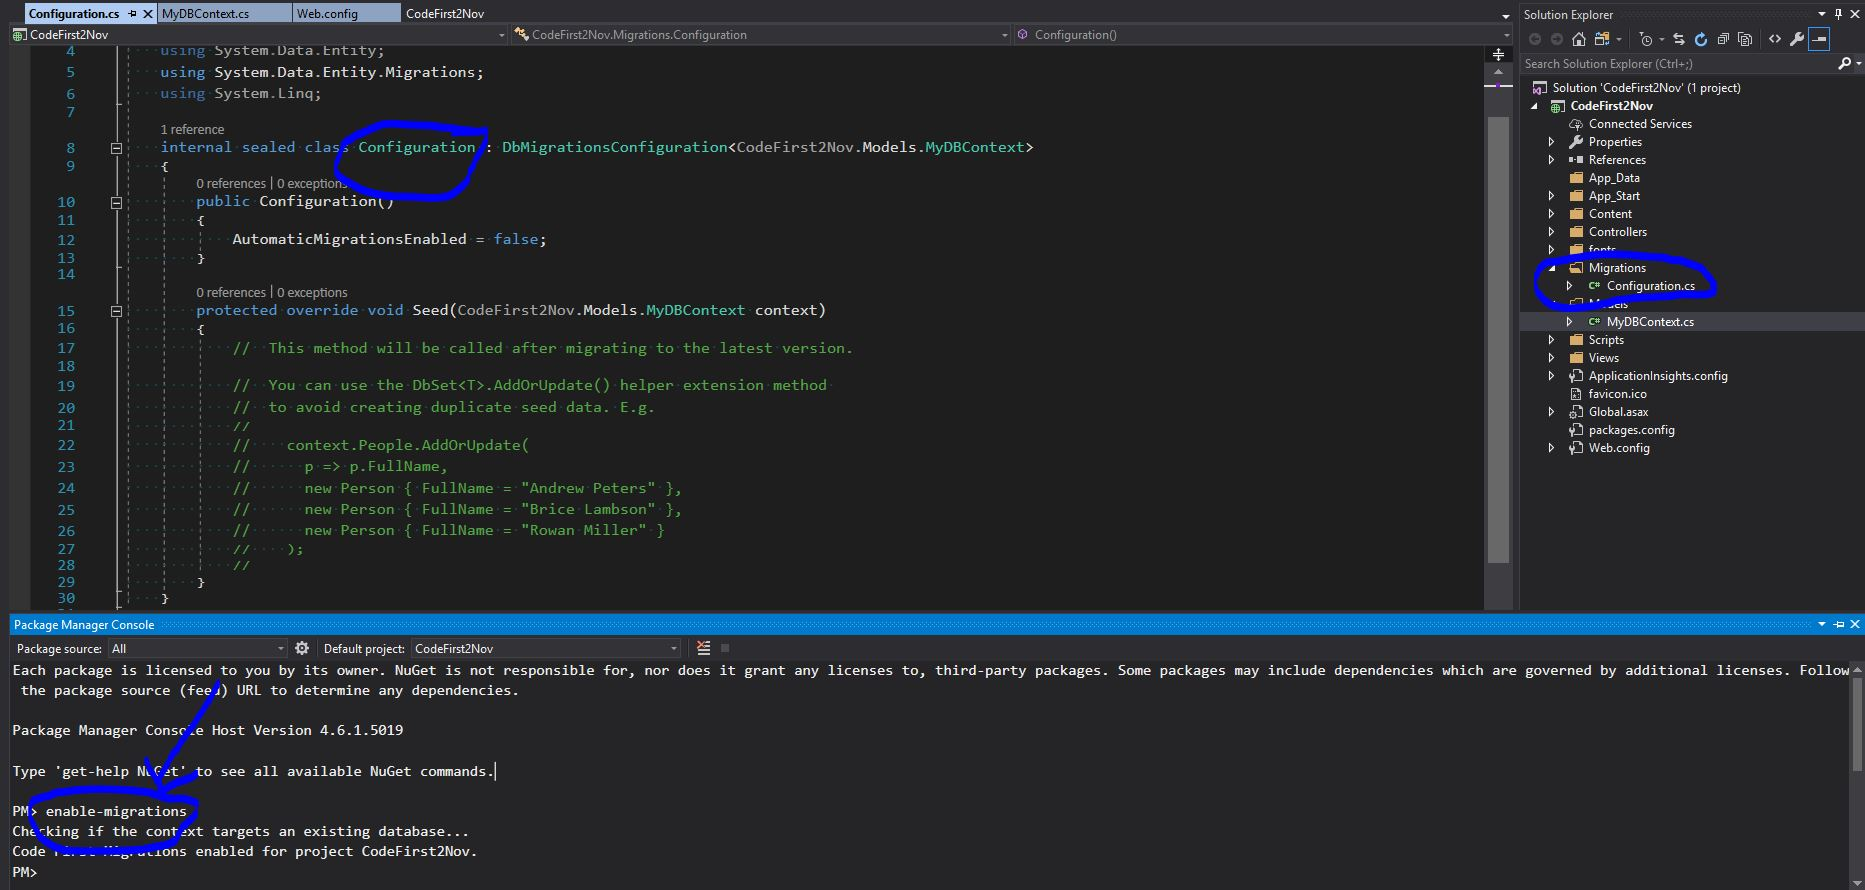 Configuration.cs
MyDBContext.cs
Web.config
CodeFirst2Nov
CodeFirst2Nov
CodeFirst2Nov.Migrations.Configuration
Configuration()
4 using System.Data.Entity;
5 using System.Data.Entity.Migrations;
6 using System.Linq;
7
1 reference
8 internal sealed class Configuration : DbMigrationsConfiguration<CodeFirst2Nov.Models.MyDBContext>
9 {
0 references | 0 exceptions
10 public Configuration()
11 {
12 AutomaticMigrationsEnabled = false;
13 }
14
0 references | 0 exceptions
15 protected override void Seed(CodeFirst2Nov.Models.MyDBContext context)
16 {
17 // This method will be called after migrating to the latest version.
18
19 // You can use the DbSet<T>.AddOrUpdate() helper extension method
20 // to avoid creating duplicate seed data. E.g.
21 //
22 // context.People.AddOrUpdate(
23 // p => p.FullName,
24 // new Person { FullName = "Andrew Peters" },
25 // new Person { FullName = "Brice Lambson" },
26 // new Person { FullName = "Rowan Miller" }
27 // );
28 //
29 }
30 }
Solution Explorer
Search Solution Explorer (Ctrl+;)
Solution 'CodeFirst2Nov' (1 project)
CodeFirst2Nov
Connected Services
Properties
References
App_Data
App_Start
Content
Controllers
fonts
Migrations
Configuration.cs
Models
MyDBContext.cs
Scripts
Views
ApplicationInsights.config
favicon.ico
Global.asax
packages.config
Web.config
Package Manager Console
Package source: All
Default project: CodeFirst2Nov
Each package is licensed to you by its owner. NuGet is not responsible for, nor does it grant any licenses to, third-party packages. Some packages may include dependencies which are governed by additional licenses. Follow
the package source (feed) URL to determine any dependencies.
Package Manager Console Host Version 4.6.1.5019
Type 'get-help NuGet' to see all available NuGet commands.
PM> enable-migrations
Checking if the context targets an existing database...
Code First Migrations enabled for project CodeFirst2Nov.
PM>